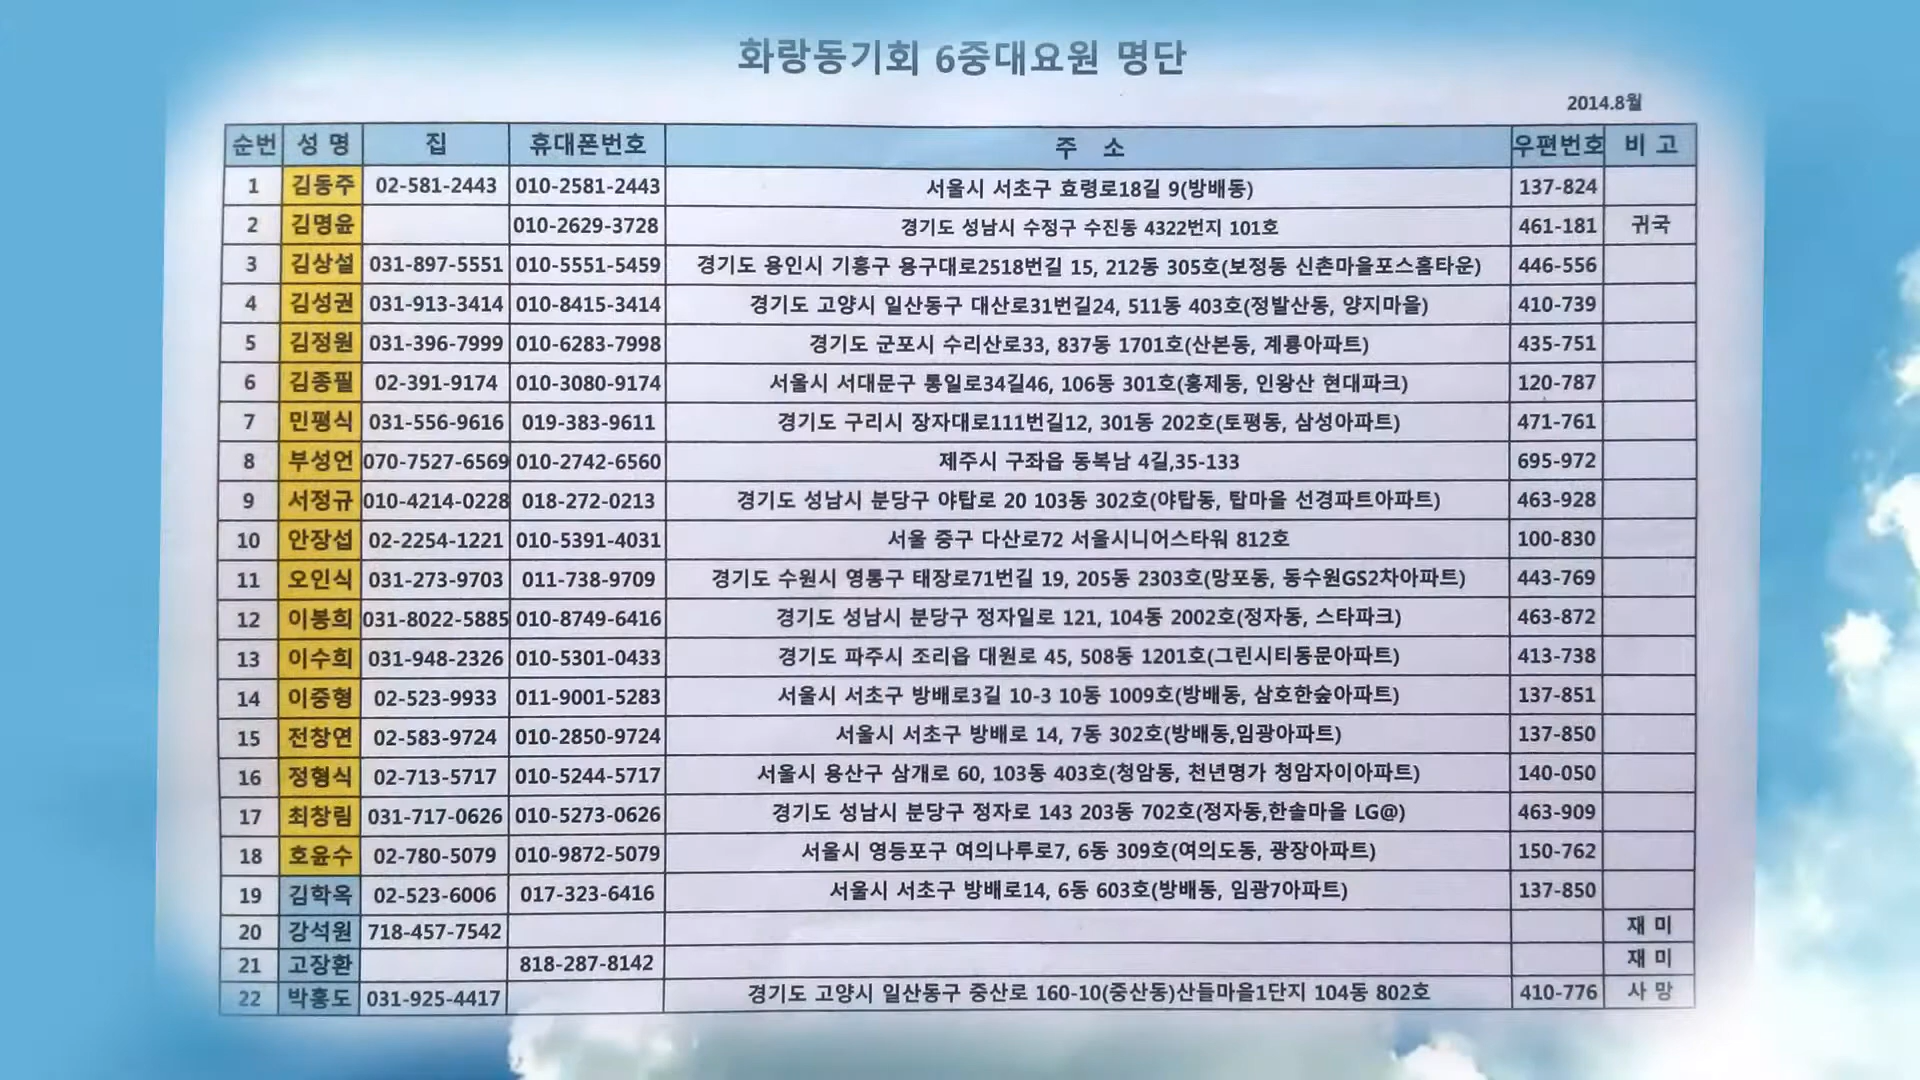 화랑동기회 6중대요원 명단
2014.8월
순번 성 명 집 휴대폰번호 주 소 우편번호 비 고
1 김동주 02-581-2443 010-2581-2443 서울시 서초구 효령로18길 9(방배동) 137-824
2 김명윤 010-2629-3728 경기도 성남시 수정구 수진동 4322번지 101호 461-181 귀국
3 김상설 031-897-5551 010-5551-5459 경기도 용인시 기흥구 용구대로2518번길 15, 212동 305호(보정동 신촌마을포스홈타운) 446-556
4 김성권 031-913-3414 010-8415-3414 경기도 고양시 일산동구 대산로31번길24, 511동 403호(정발산동, 양지마을) 410-739
5 김정원 031-396-7999 010-6283-7998 경기도 군포시 수리산로33, 837동 1701호(산본동, 계룡아파트) 435-751
6 김종필 02-391-9174 010-3080-9174 서울시 서대문구 통일로34길46, 106동 301호(홍제동, 인왕산 현대파크) 120-787
7 민평식 031-556-9616 019-383-9611 경기도 구리시 장자대로111번길12, 301동 202호(토평동, 삼성아파트) 471-761
8 부성언 070-7527-6569 010-2742-6560 제주시 구좌읍 동복남 4길,35-133 695-972
9 서정규 010-4214-0228 018-272-0213 경기도 성남시 분당구 야탑로 20 103동 302호(야탑동, 탑마을 선경파트아파트) 463-928
10 안장섭 02-2254-1221 010-5391-4031 서울 중구 다산로72 서울시니어스타워 812호 100-830
11 오인식 031-273-9703 011-738-9709 경기도 수원시 영통구 태장로71번길 19, 205동 2303호(망포동, 동수원GS2차아파트) 443-769
12 이봉희 031-8022-5885 010-8749-6416 경기도 성남시 분당구 정자일로 121, 104동 2002호(정자동, 스타파크) 463-872
13 이수희 031-948-2326 010-5301-0433 경기도 파주시 조리읍 대원로 45, 508동 1201호(그린시티동문아파트) 413-738
14 이중형 02-523-9933 011-9001-5283 서울시 서초구 방배로3길 10-3 10동 1009호(방배동, 삼호한숲아파트) 137-851
15 전창연 02-583-9724 010-2850-9724 서울시 서초구 방배로 14, 7동 302호(방배동,임광아파트) 137-850
16 정형식 02-713-5717 010-5244-5717 서울시 용산구 삼개로 60, 103동 403호(청암동, 천년명가 청암자이아파트) 140-050
17 최창림 031-717-0626 010-5273-0626 경기도 성남시 분당구 정자로 143 203동 702호(정자동,한솔마을 LG@) 463-909
18 호윤수 02-780-5079 010-9872-5079 서울시 영등포구 여의나루로7, 6동 309호(여의도동, 광장아파트) 150-762
19 김학옥 02-523-6006 017-323-6416 서울시 서초구 방배로14, 6동 603호(방배동, 임광7아파트) 137-850
20 강석원 718-457-7542 재 미
21 고장환 818-287-8142 재 미
22 박흥도 031-925-4417 경기도 고양시 일산동구 중산로 160-10(중산동)산들마을1단지 104동 802호 410-776 사 망